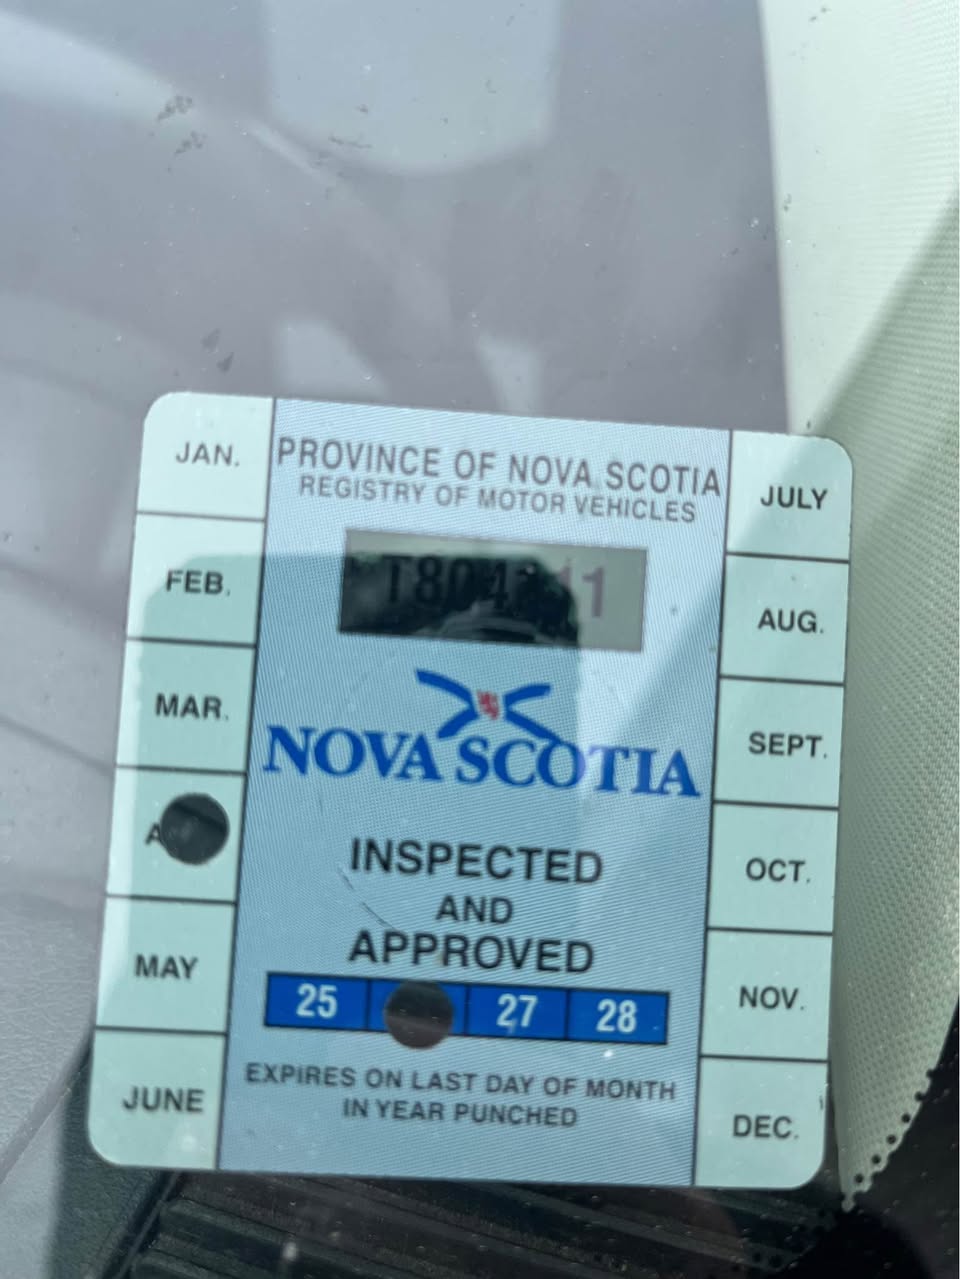 JAN.
FEB.
MAR.
MAY
JUNE
PROVINCE OF NOVA SCOTIA
REGISTRY OF MOTOR VEHICLES
NOVA SCOTIA
INSPECTED
AND
APPROVED
25 27 28
EXPIRES ON LAST DAY OF MONTH
IN YEAR PUNCHED
JULY
AUG.
SEPT.
OCT.
NOV.
DEC.